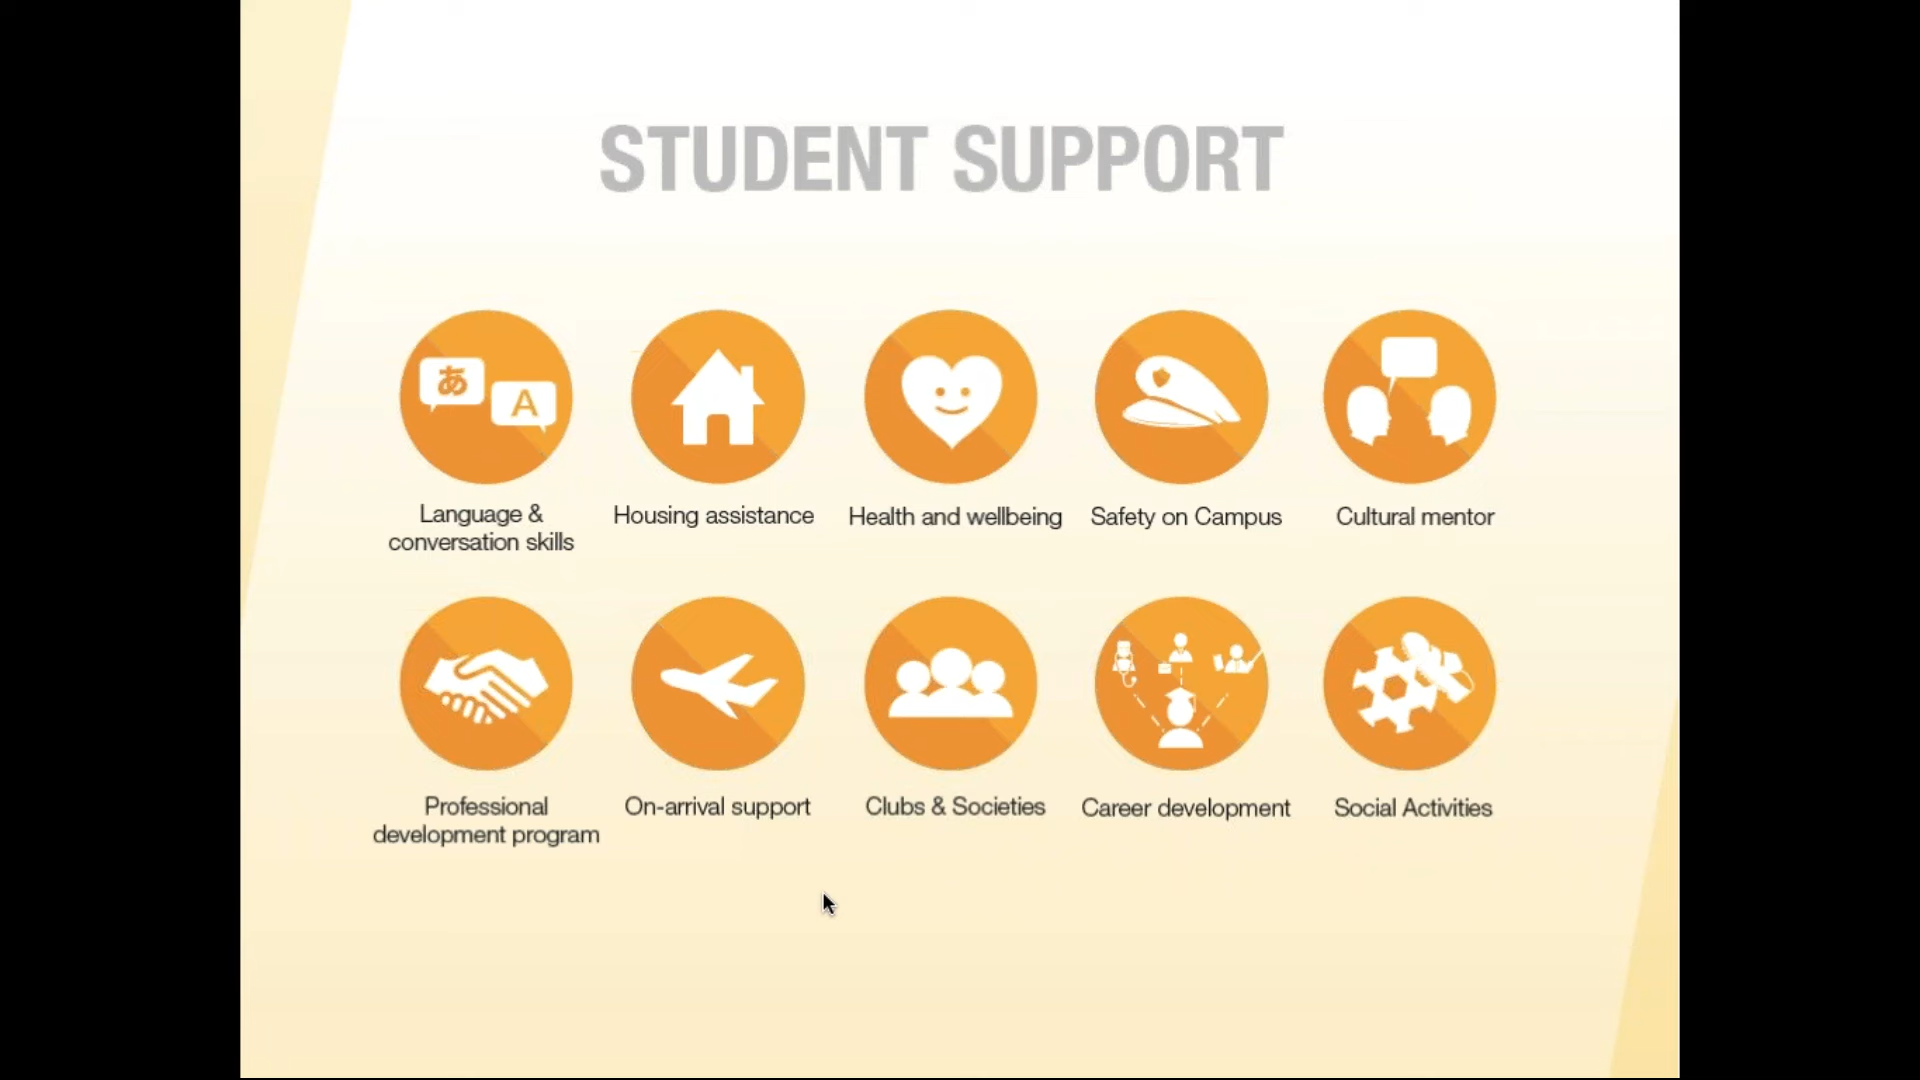 STUDENT SUPPORT
あ
A
Language &
conversation skills
Housing assistance
Health and wellbeing
Safety on Campus
Cultural mentor
Professional
development program
On-arrival support
Clubs & Societies
Career development
Social Activities